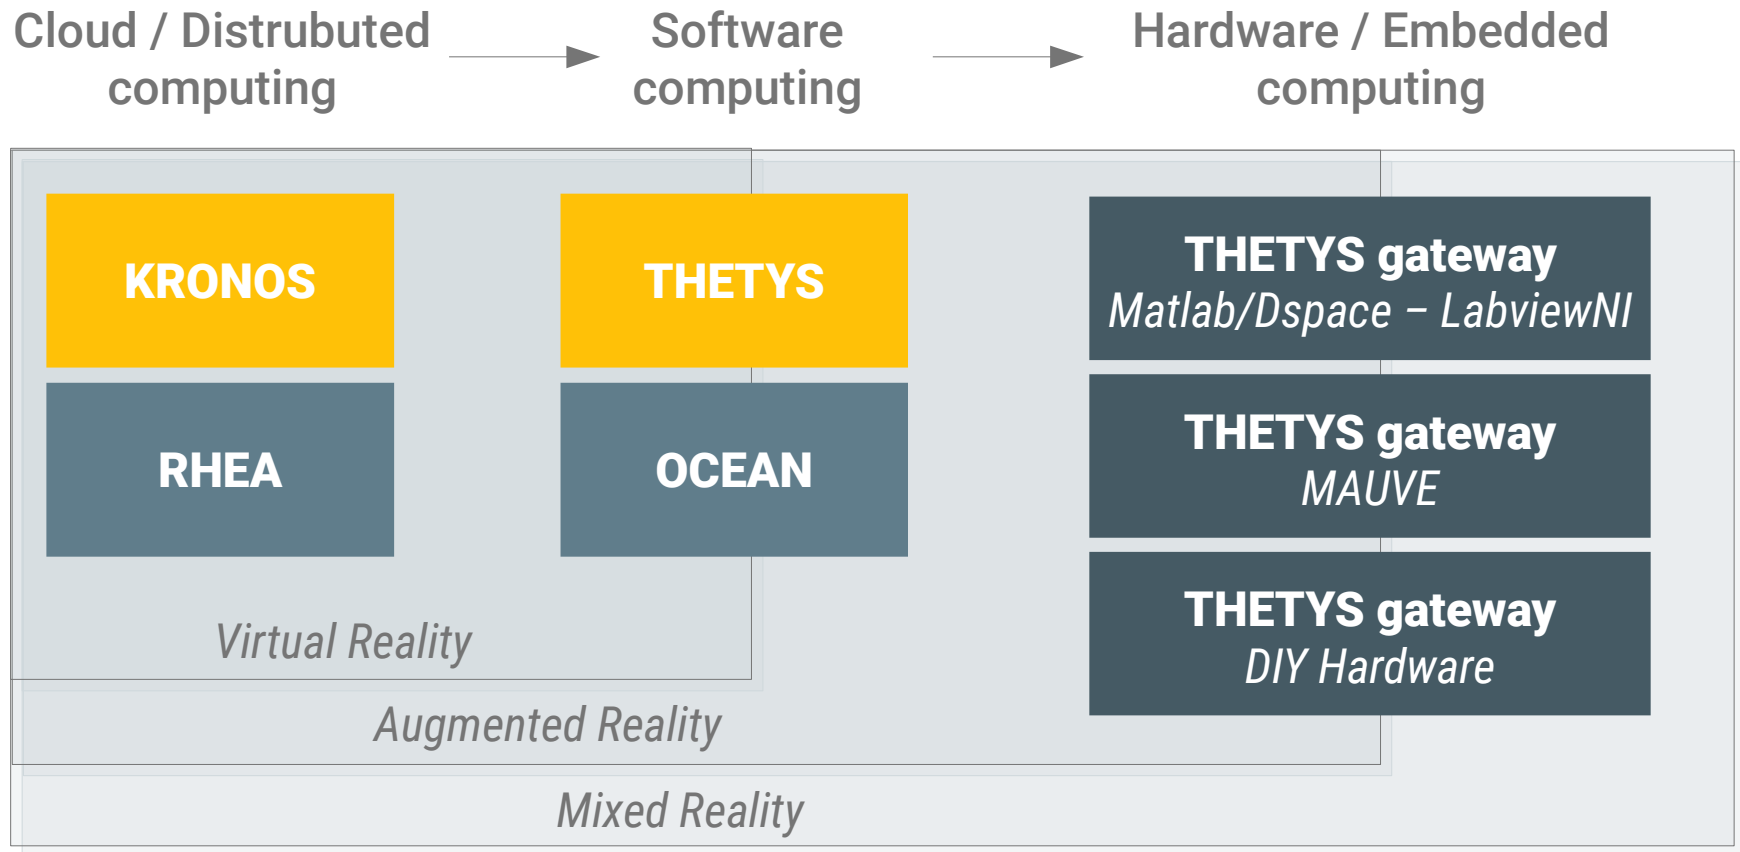 Cloud / Distrubuted
computing
Software
computing
Hardware / Embedded
computing
KRONOS
THETYS
THETYS gateway
Matlab/Dspace – LabviewNI
RHEA
OCEAN
THETYS gateway
MAUVE
THETYS gateway
DIY Hardware
Virtual Reality
Augmented Reality
Mixed Reality